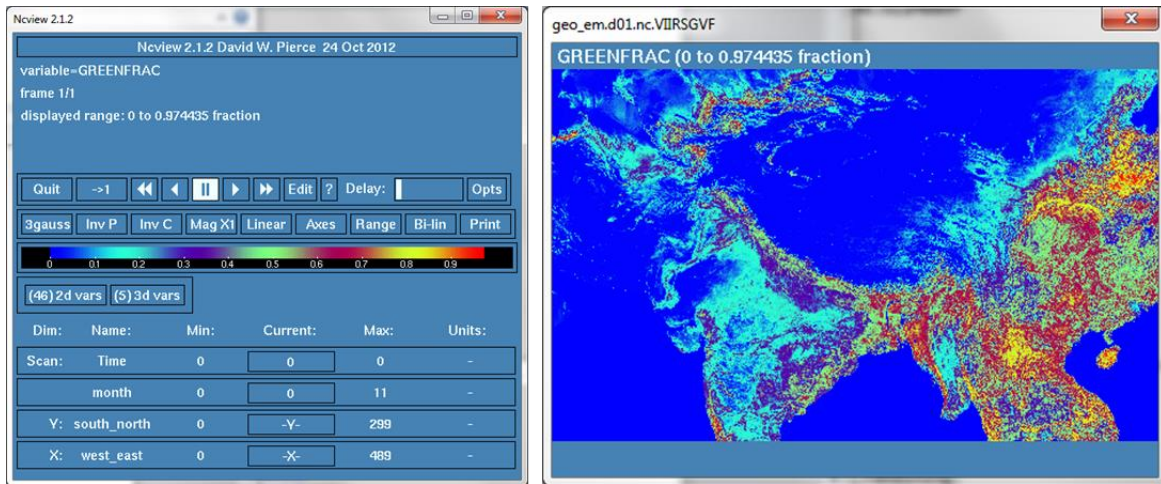 Ncview 2.1.2
Ncview 2.1.2 David W. Pierce 24 Oct 2012
variable=GREENFRAC
frame 1/1
displayed range: 0 to 0.974435 fraction
Quit ->1 Edit ? Delay: Opts
3gauss Inv P Inv C Mag X1 Linear Axes Range Bi-lin Print
0 0.1 0.2 0.3 0.4 0.5 0.6 0.7 0.8 0.9
(46) 2d vars (5) 3d vars
Dim: Name: Min: Current: Max: Units:
Scan: Time 0 0 0 -
month 0 0 11 -
Y: south_north 0 -Y- 299 -
X: west_east 0 -X- 489 -
geo_em.d01.nc.VIIRSGVF
GREENFRAC (0 to 0.974435 fraction)